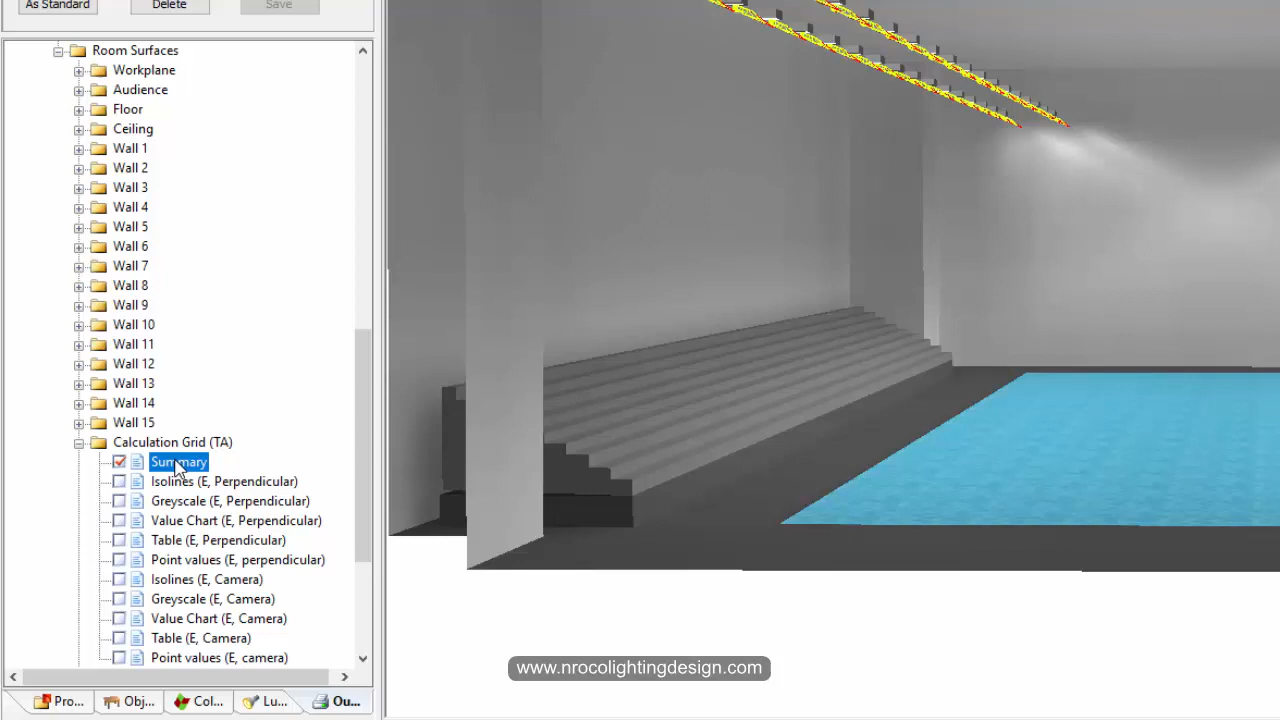 As Standard
Delete
Save
Room Surfaces
Workplane
Audience
Floor
Ceiling
Wall 1
Wall 2
Wall 3
Wall 4
Wall 5
Wall 6
Wall 7
Wall 8
Wall 9
Wall 10
Wall 11
Wall 12
Wall 13
Wall 14
Wall 15
Calculation Grid (TA)
Summary
Isolines (E, Perpendicular)
Greyscale (E, Perpendicular)
Value Chart (E, Perpendicular)
Table (E, Perpendicular)
Point values (E, perpendicular)
Isolines (E, Camera)
Greyscale (E, Camera)
Value Chart (E, Camera)
Table (E, Camera)
Point values (E, camera)
Pro... Obj... Col... Lu... Ou...
www.nrocolightingdesign.com